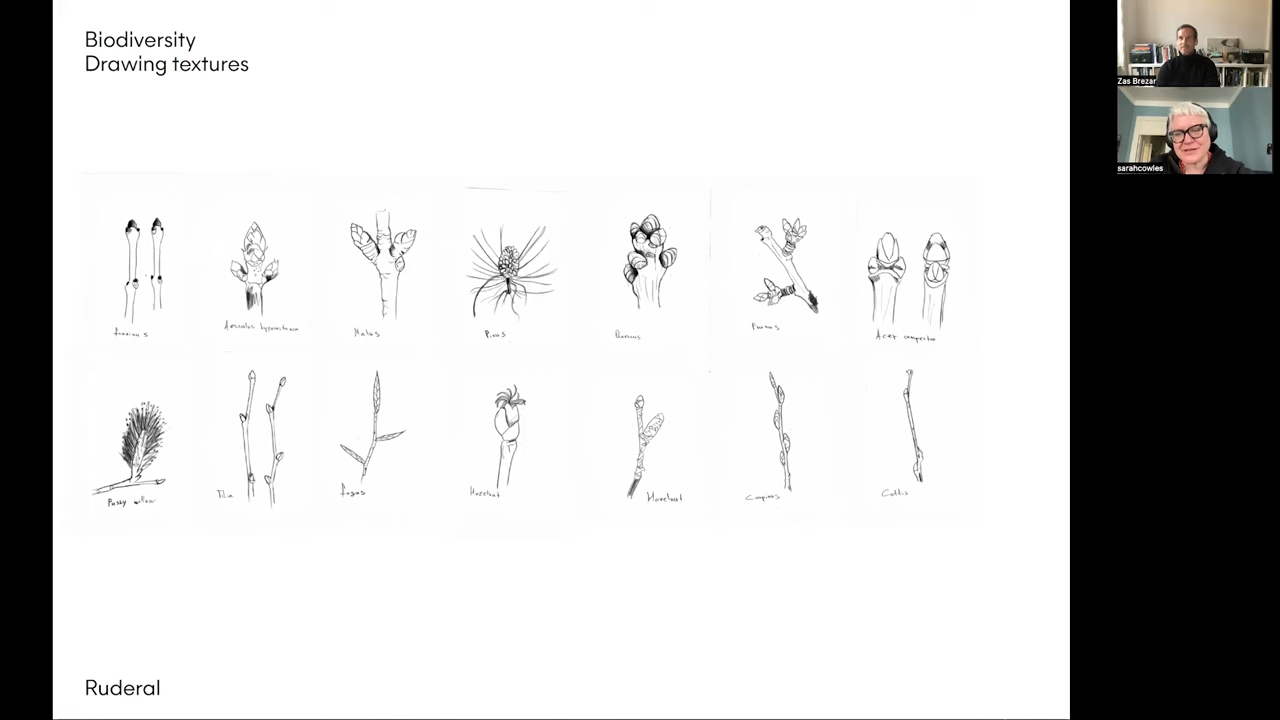 Biodiversity
Drawing textures
Zas Brezar
sarahcowles
Fraxinus
Aesculus hippocastanum
Malus
Pinus
Quercus
Prunus
Acer campestre
Pussy willow
Tilia
fagus
Hazelnut
Hazelnut
Carpinus
Celtis
Ruderal